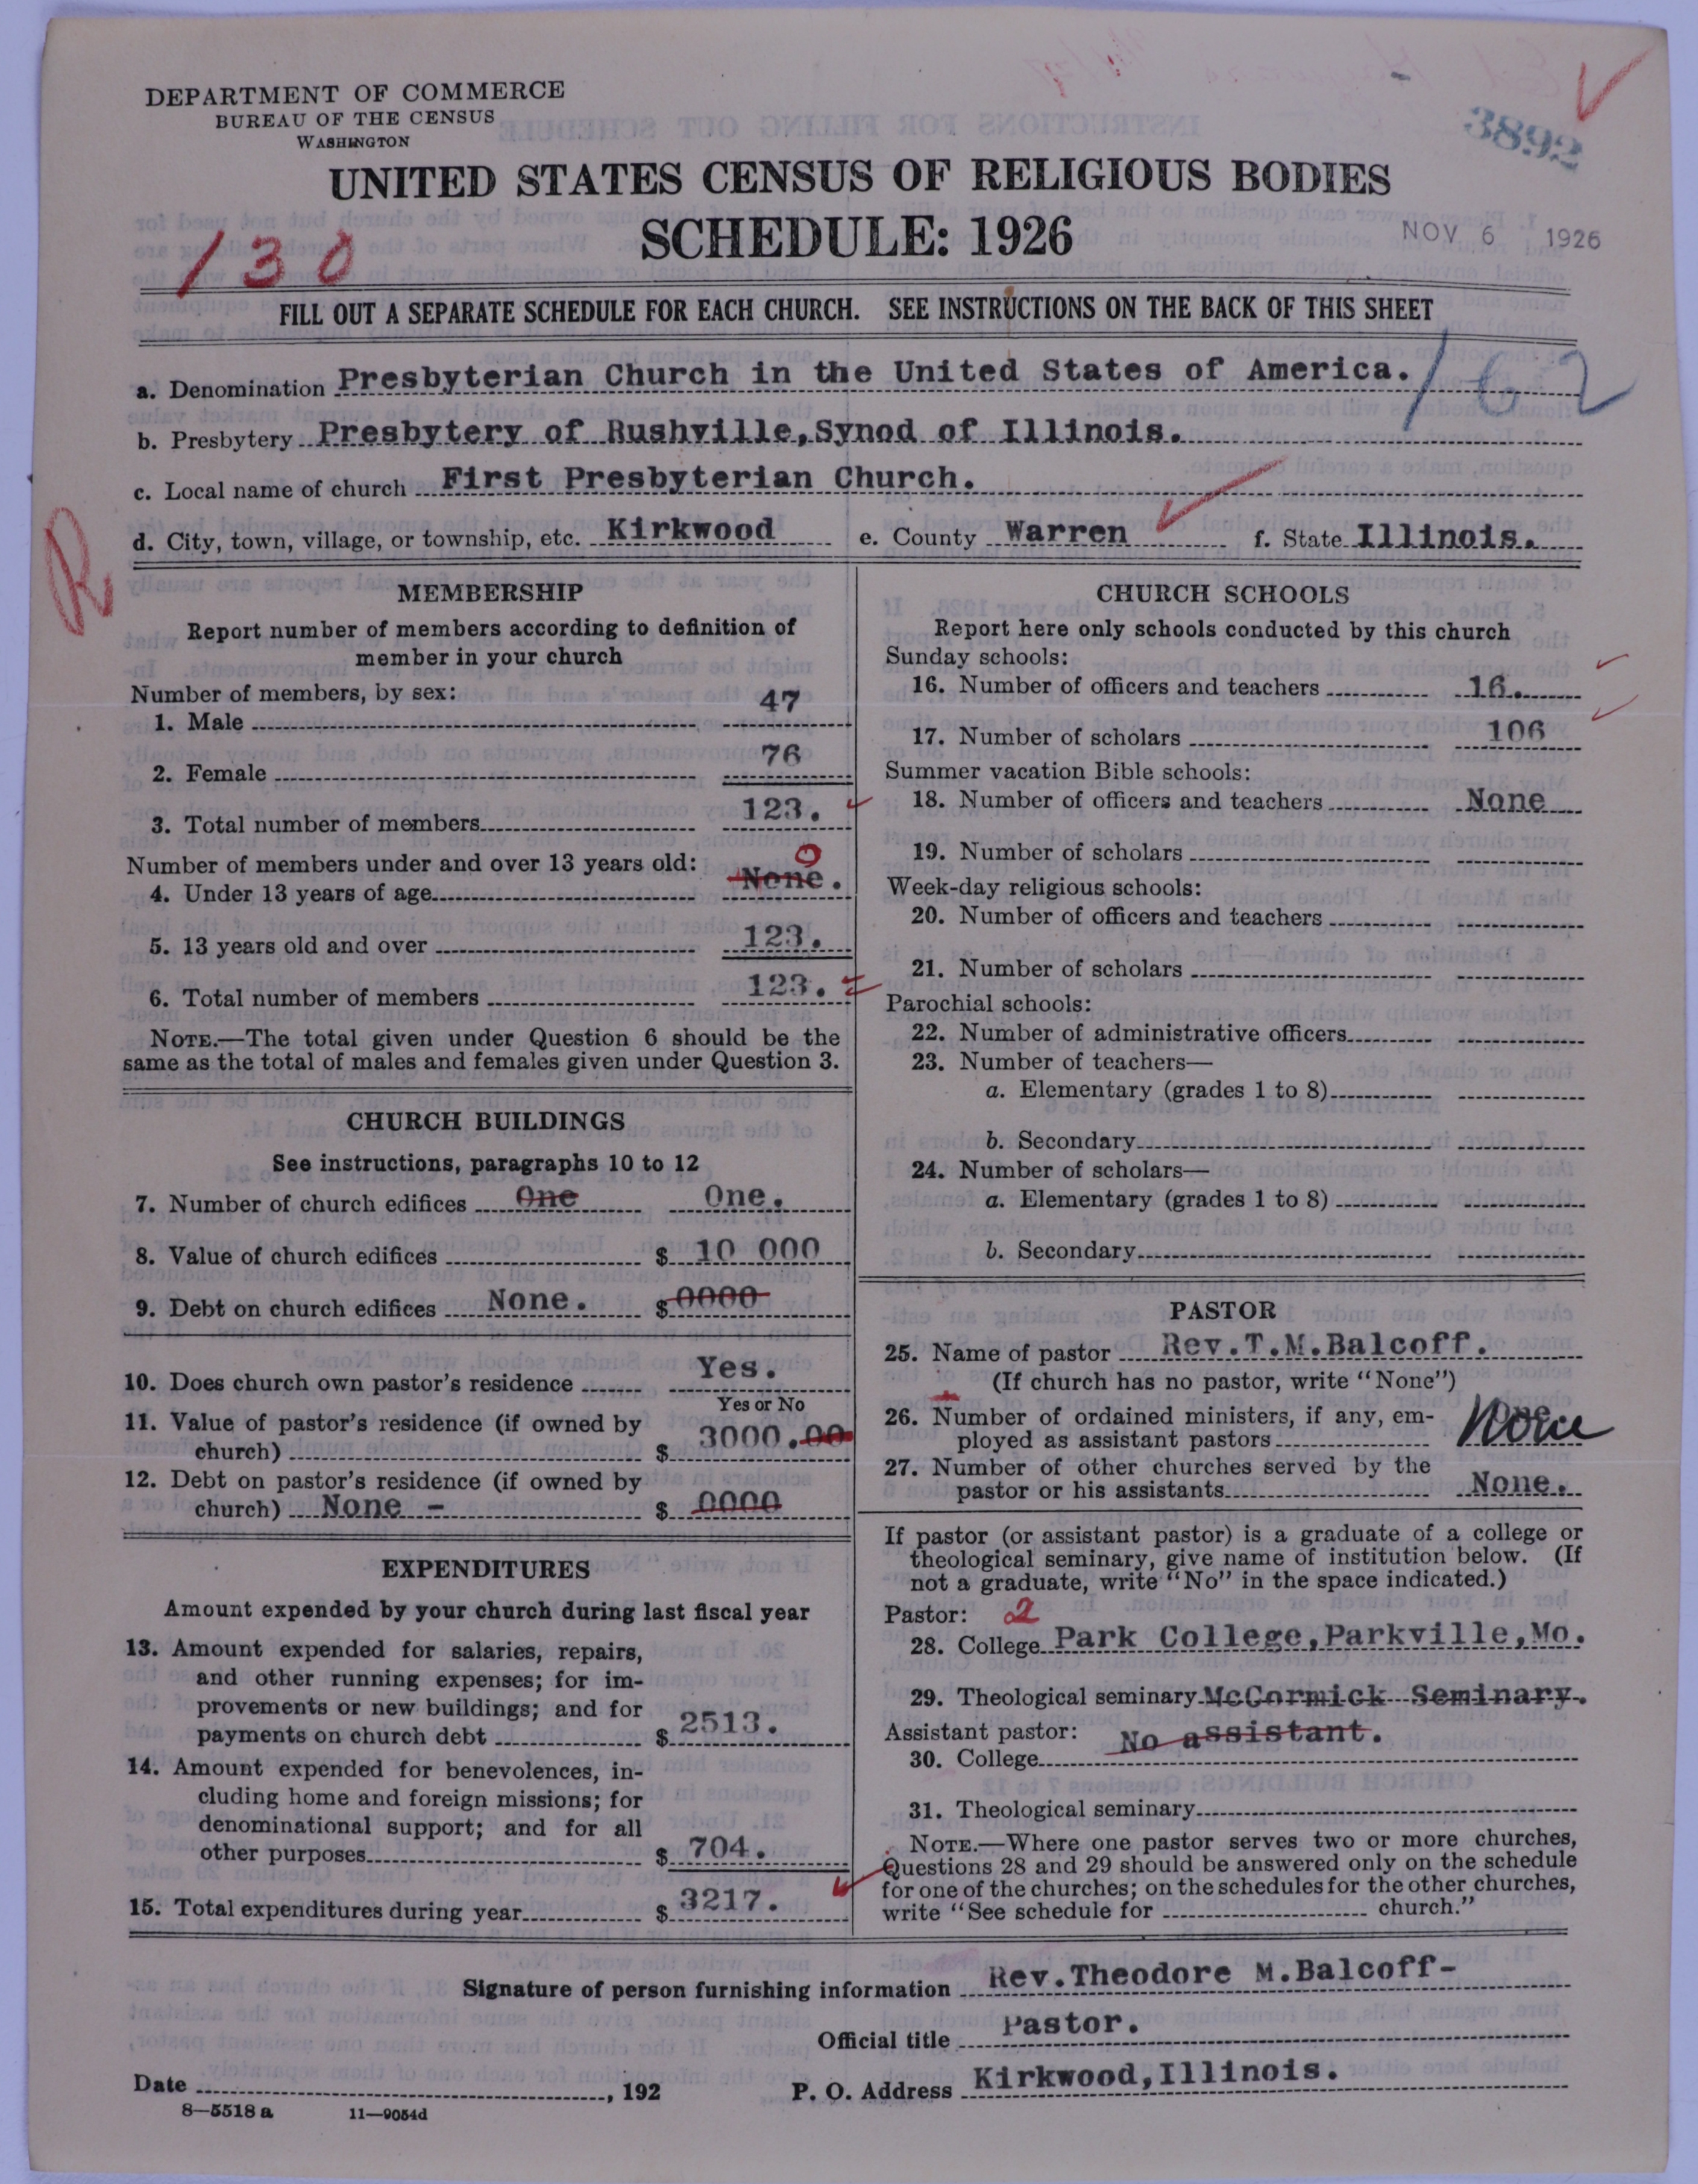 DEPARTMENT OF COMMERCE
BUREAU OF THE CENSUS
WASHINGTON
3892
UNITED STATES CENSUS OF RELIGIOUS BODIES
SCHEDULE: 1926
NOV 6 1926
130
FILL OUT A SEPARATE SCHEDULE FOR EACH CHURCH. SEE INSTRUCTIONS ON THE BACK OF THIS SHEET
a. Denomination Presbyterian Church in the United States of America.
162
b. Presbytery Presbytery of Rushville, Synod of Illinois.
c. Local name of church First Presbyterian Church.
d. City, town, village, or township, etc. Kirkwood e. County Warren f. State Illinois.
R
MEMBERSHIP
Report number of members according to definition of
member in your church
Number of members, by sex:
1. Male 47
2. Female 76
3. Total number of members 123.
Number of members under and over 13 years old: 0
4. Under 13 years of age None.
5. 13 years old and over 123.
6. Total number of members 123.
NOTE.—The total given under Question 6 should be the
same as the total of males and females given under Question 3.
CHURCH BUILDINGS
See instructions, paragraphs 10 to 12
7. Number of church edifices One One.
8. Value of church edifices $ 10 000
9. Debt on church edifices None. $ 0000
10. Does church own pastor's residence Yes.
Yes or No
11. Value of pastor's residence (if owned by
church) $ 3000.00
12. Debt on pastor's residence (if owned by
church) None - $ 0000
EXPENDITURES
Amount expended by your church during last fiscal year
13. Amount expended for salaries, repairs,
and other running expenses; for im-
provements or new buildings; and for
payments on church debt $ 2513.
14. Amount expended for benevolences, in-
cluding home and foreign missions; for
denominational support; and for all
other purposes $ 704.
15. Total expenditures during year $ 3217.
CHURCH SCHOOLS
Report here only schools conducted by this church
Sunday schools:
16. Number of officers and teachers 16.
17. Number of scholars 106
Summer vacation Bible schools:
18. Number of officers and teachers None
19. Number of scholars
Week-day religious schools:
20. Number of officers and teachers
21. Number of scholars
Parochial schools:
22. Number of administrative officers
23. Number of teachers—
a. Elementary (grades 1 to 8)
b. Secondary
24. Number of scholars—
a. Elementary (grades 1 to 8)
b. Secondary
PASTOR
25. Name of pastor Rev.T.M.Balcoff.
(If church has no pastor, write "None")
26. Number of ordained ministers, if any, em-
ployed as assistant pastors None
27. Number of other churches served by the
pastor or his assistants None.
If pastor (or assistant pastor) is a graduate of a college or
theological seminary, give name of institution below. (If
not a graduate, write "No" in the space indicated.)
Pastor: 2
28. College Park College, Parkville, Mo.
29. Theological seminary McCormick Seminary.
Assistant pastor: No assistant.
30. College
31. Theological seminary
NOTE.—Where one pastor serves two or more churches,
Questions 28 and 29 should be answered only on the schedule
for one of the churches; on the schedules for the other churches,
write "See schedule for church."
Signature of person furnishing information Rev.Theodore M.Balcoff-
Official title Pastor.
Date , 192 P. O. Address Kirkwood, Illinois.
8—5518 a 11—9054d